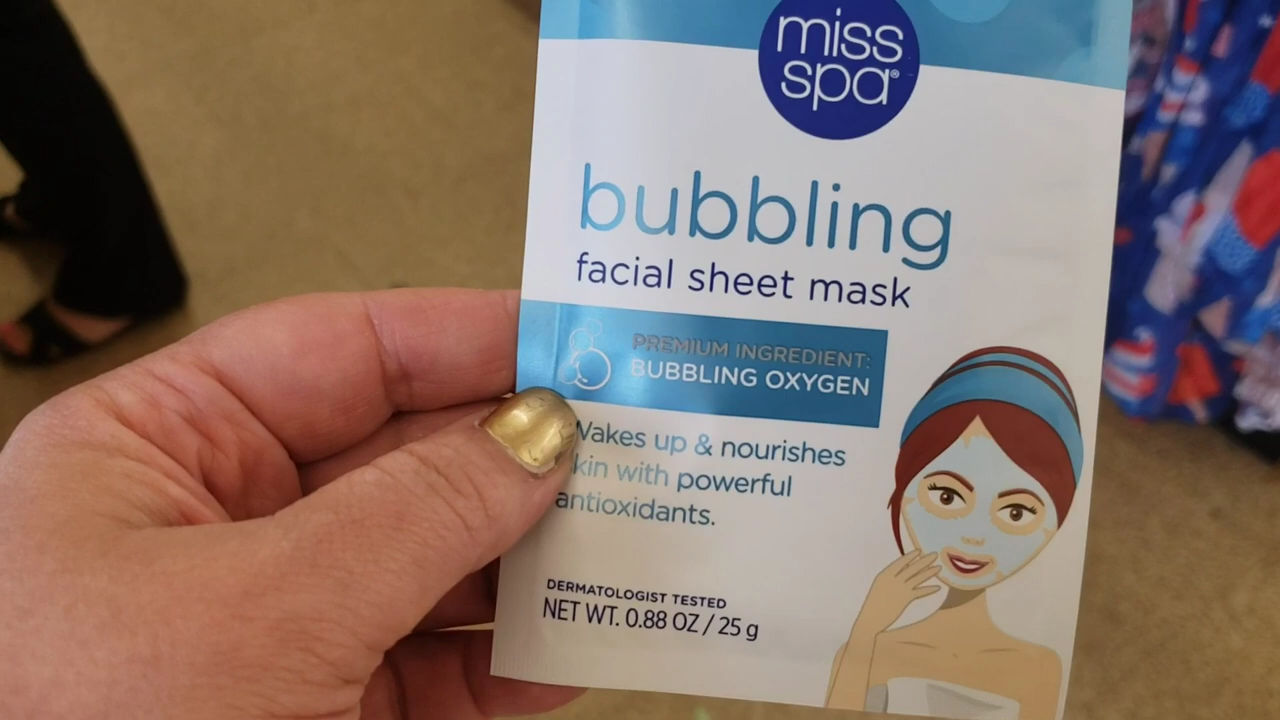 miss
spa®
bubbling
facial sheet mask
PREMIUM INGREDIENT:
BUBBLING OXYGEN
Wakes up & nourishes
kin with powerful
antioxidants.
DERMATOLOGIST TESTED
NET WT. 0.88 OZ / 25 g